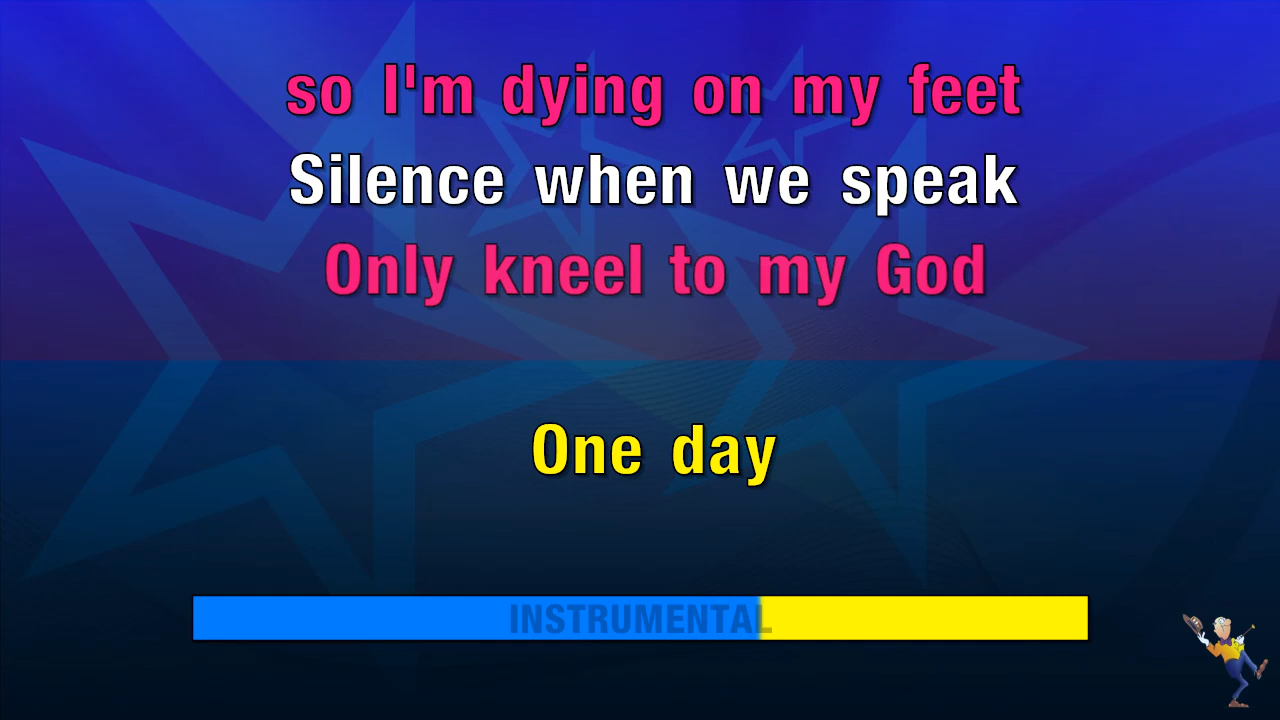 so I'm dying on my feet
Silence when we speak
Only kneel to my God
One day
INSTRUMENTAL